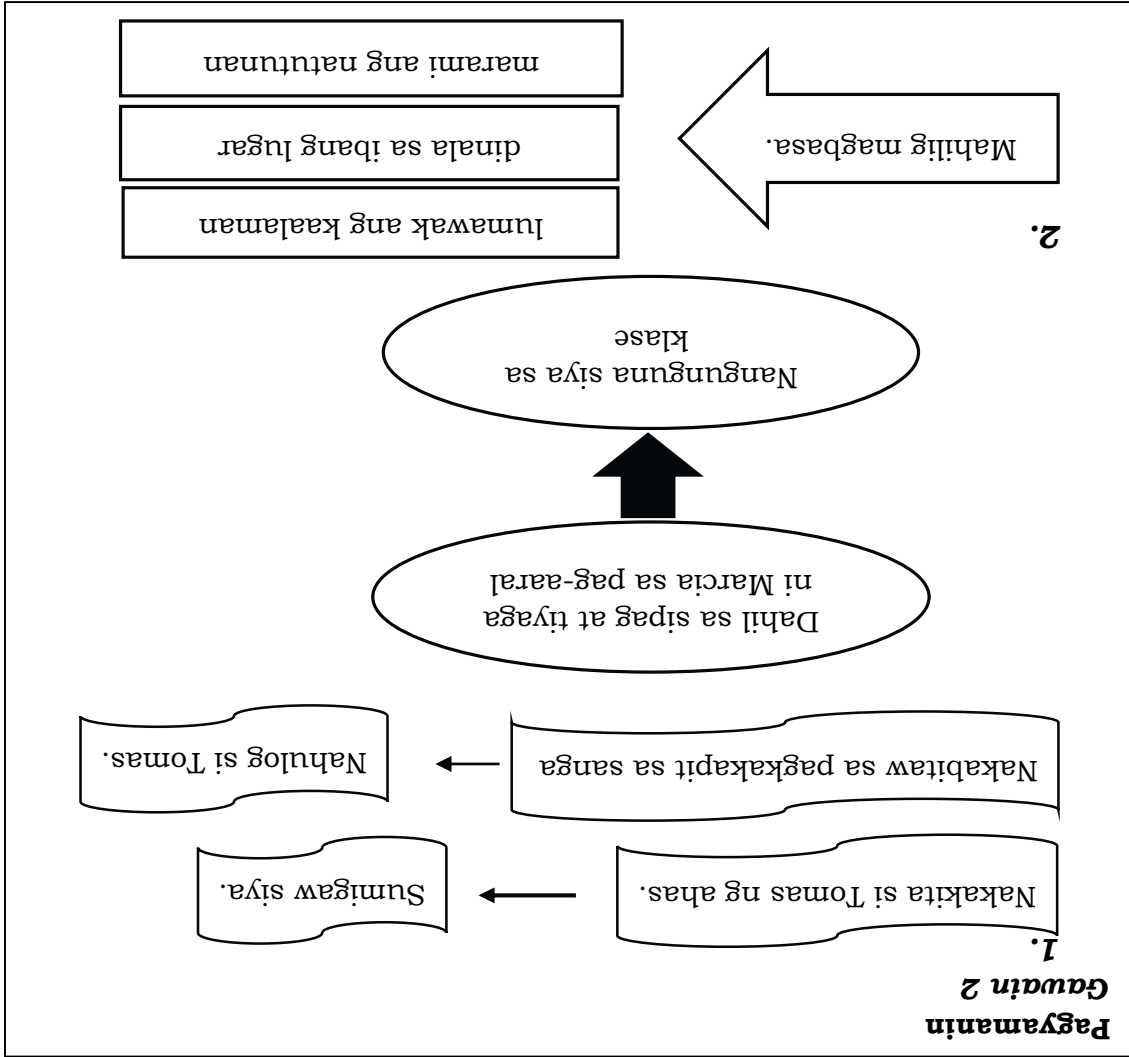 Pagyamanin
Gawain 2
1.
Nakakita si Tomas ng ahas.
Sumigaw siya.
Nakabitaw sa pagkakapit sa sanga
Nahulog si Tomas.
Dahil sa sipag at tiyaga
ni Marcia sa pag-aaral
Nangunguna siya sa
klase
2.
Mahilig magbasa.
lumawak ang kaalaman
dinala sa ibang lugar
marami ang natutunan